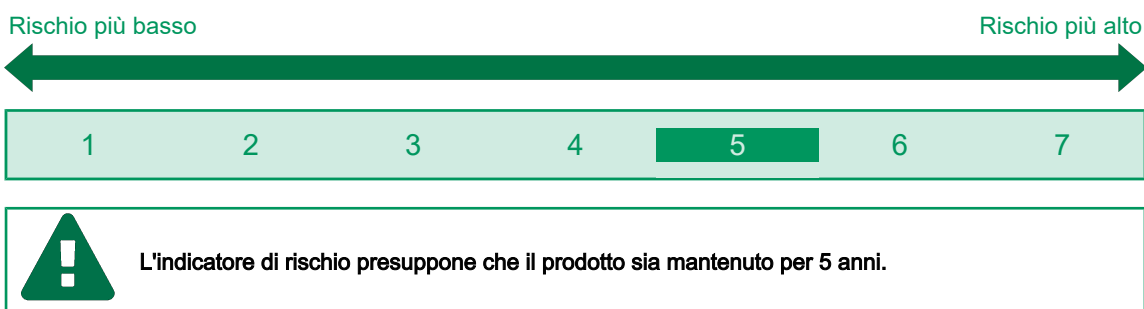 Rischio più basso Rischio più alto
1 2 3 4 5 6 7
L'indicatore di rischio presuppone che il prodotto sia mantenuto per 5 anni.